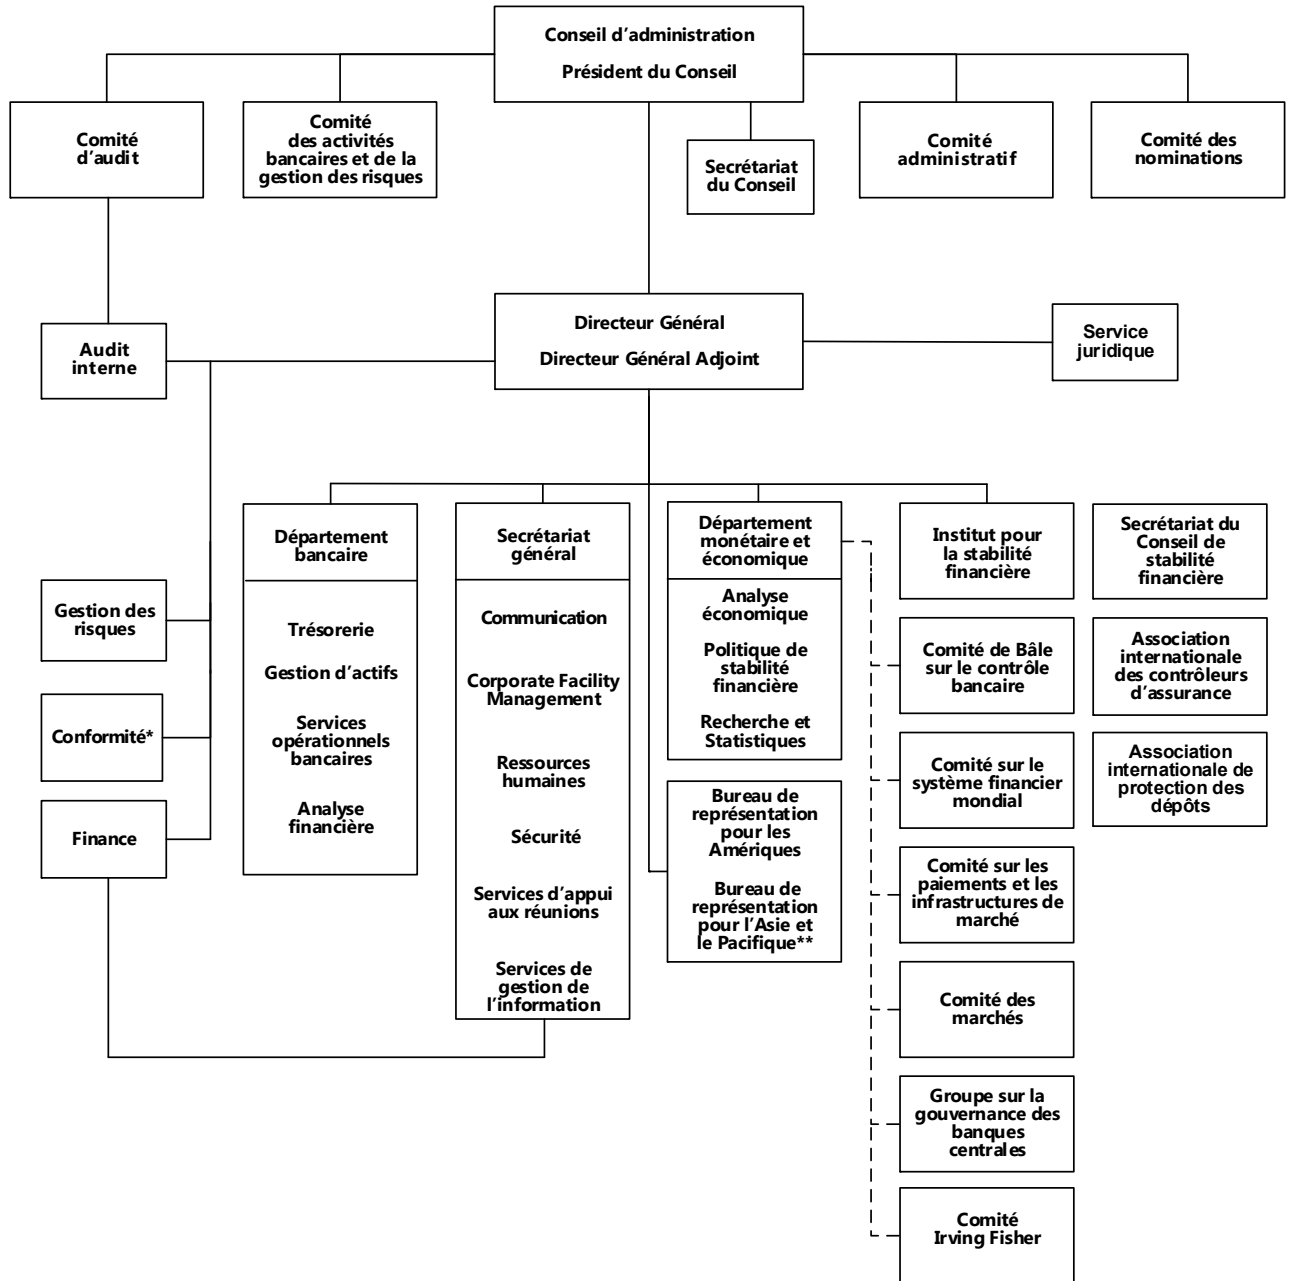 Conseil d'administration
Président du Conseil
Comité
d'audit
Comité
des activités
bancaires et de la
gestion des risques
Secrétariat
du Conseil
Comité
administratif
Comité des
nominations
Directeur Général
Directeur Général Adjoint
Audit
interne
Service
juridique
Département
bancaire
Trésorerie
Gestion d'actifs
Services
opérationnels
bancaires
Analyse
financière
Secrétariat
général
Communication
Corporate Facility
Management
Ressources
humaines
Sécurité
Services d'appui
aux réunions
Services de
gestion de
l'information
Département
monétaire et
économique
Analyse
économique
Politique de
stabilité
financière
Recherche et
Statistiques
Bureau de
représentation
pour les
Amériques
Bureau de
représentation
pour l'Asie et
le Pacifique**
Institut pour
la stabilité
financière
Secrétariat du
Conseil de
stabilité
financière
Gestion des
risques
Conformité*
Finance
Comité de Bâle
sur le contrôle
bancaire
Association
internationale
des contrôleurs
d'assurance
Comité sur le
système financier
mondial
Association
internationale de
protection des
dépôts
Comité sur les
paiements et les
infrastructures de
marché
Comité des
marchés
Groupe sur la
gouvernance des
banques
centrales
Comité
Irving Fisher